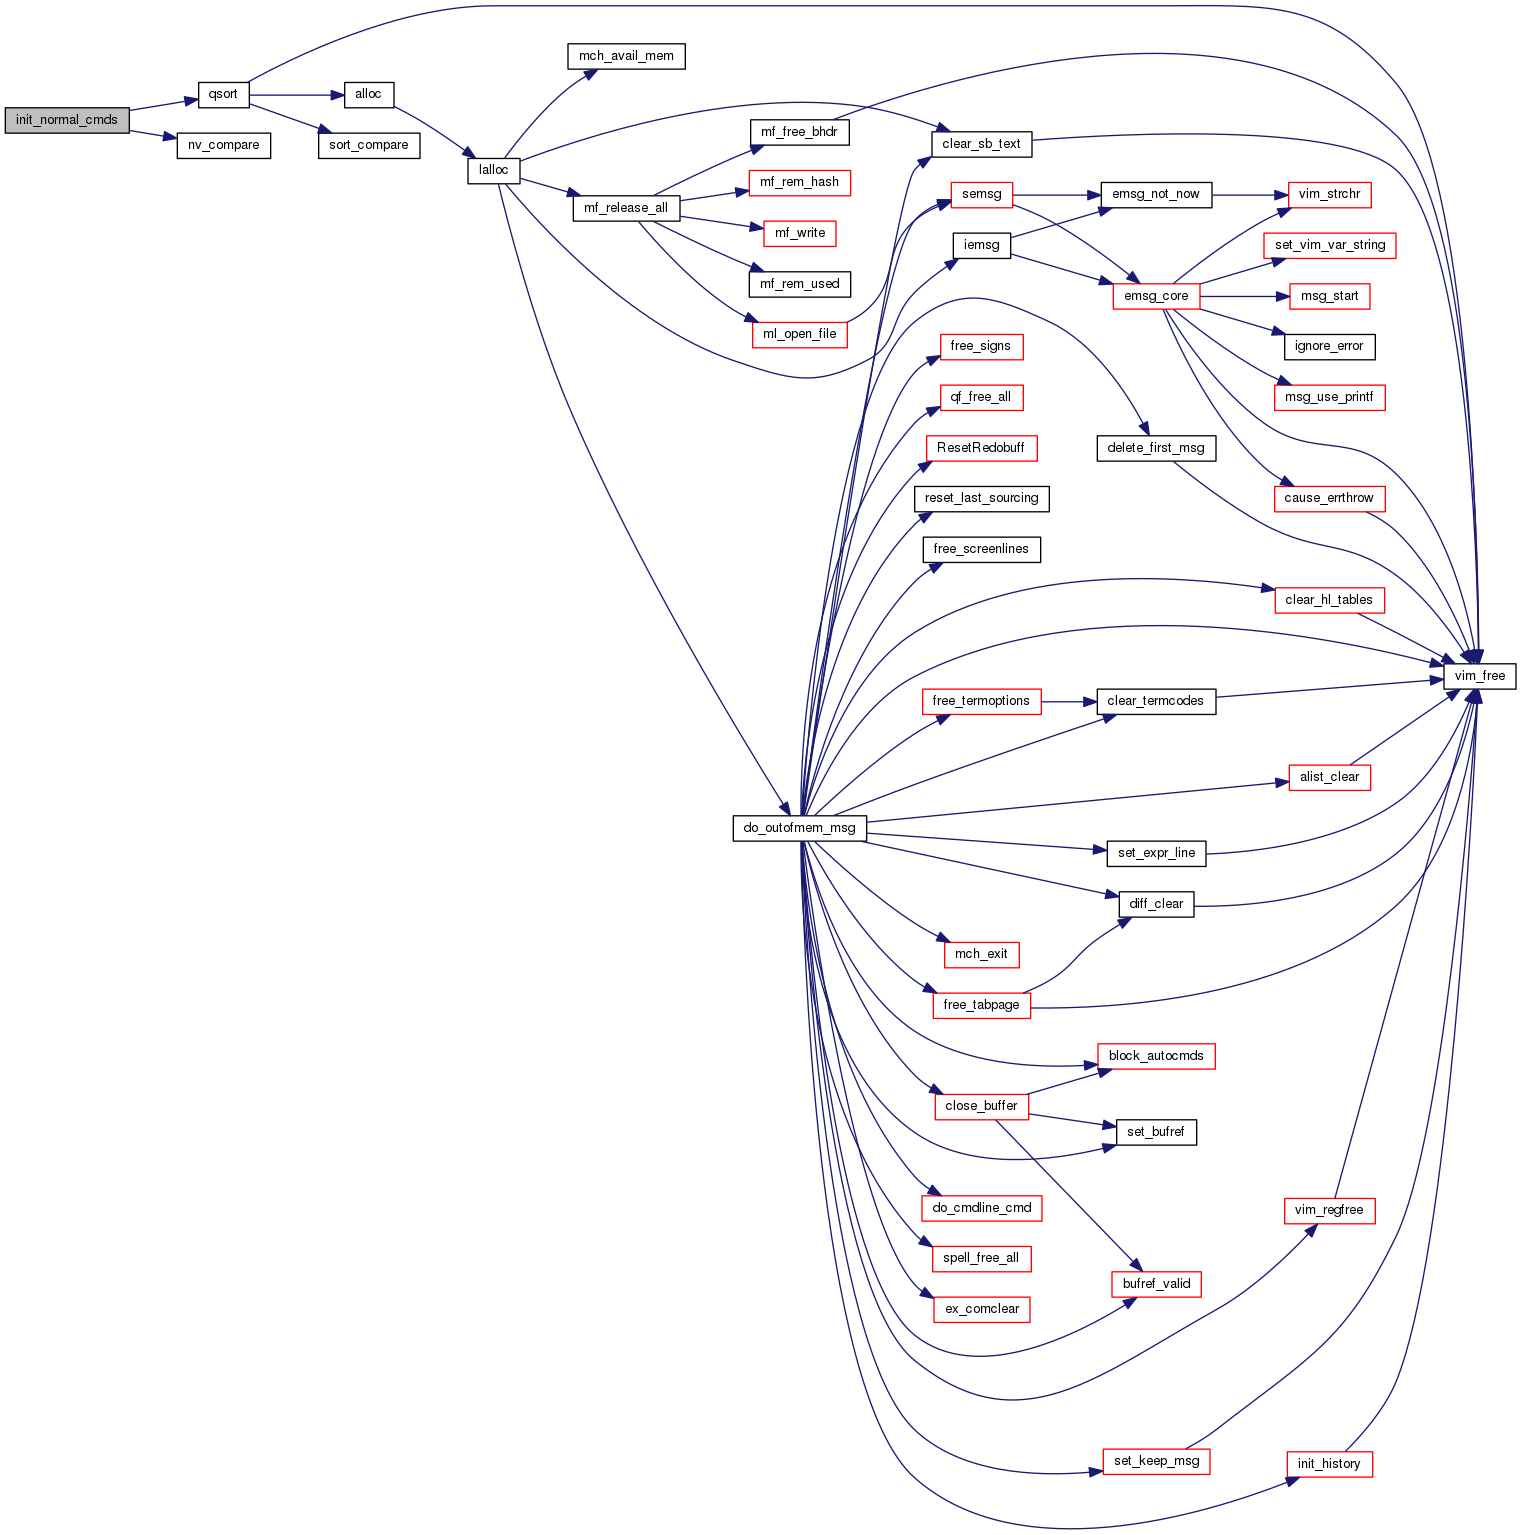 init_normal_cmds
qsort
nv_compare
alloc
sort_compare
lalloc
mch_avail_mem
mf_release_all
mf_free_bhdr
mf_rem_hash
mf_write
mf_rem_used
ml_open_file
do_outofmem_msg
clear_sb_text
semsg
iemsg
free_signs
qf_free_all
ResetRedobuff
reset_last_sourcing
free_screenlines
free_termoptions
mch_exit
free_tabpage
close_buffer
do_cmdline_cmd
spell_free_all
ex_comclear
emsg_not_now
emsg_core
delete_first_msg
clear_termcodes
set_expr_line
diff_clear
block_autocmds
set_bufref
bufref_valid
set_keep_msg
vim_strchr
set_vim_var_string
msg_start
ignore_error
msg_use_printf
cause_errthrow
clear_hl_tables
alist_clear
vim_regfree
init_history
vim_free